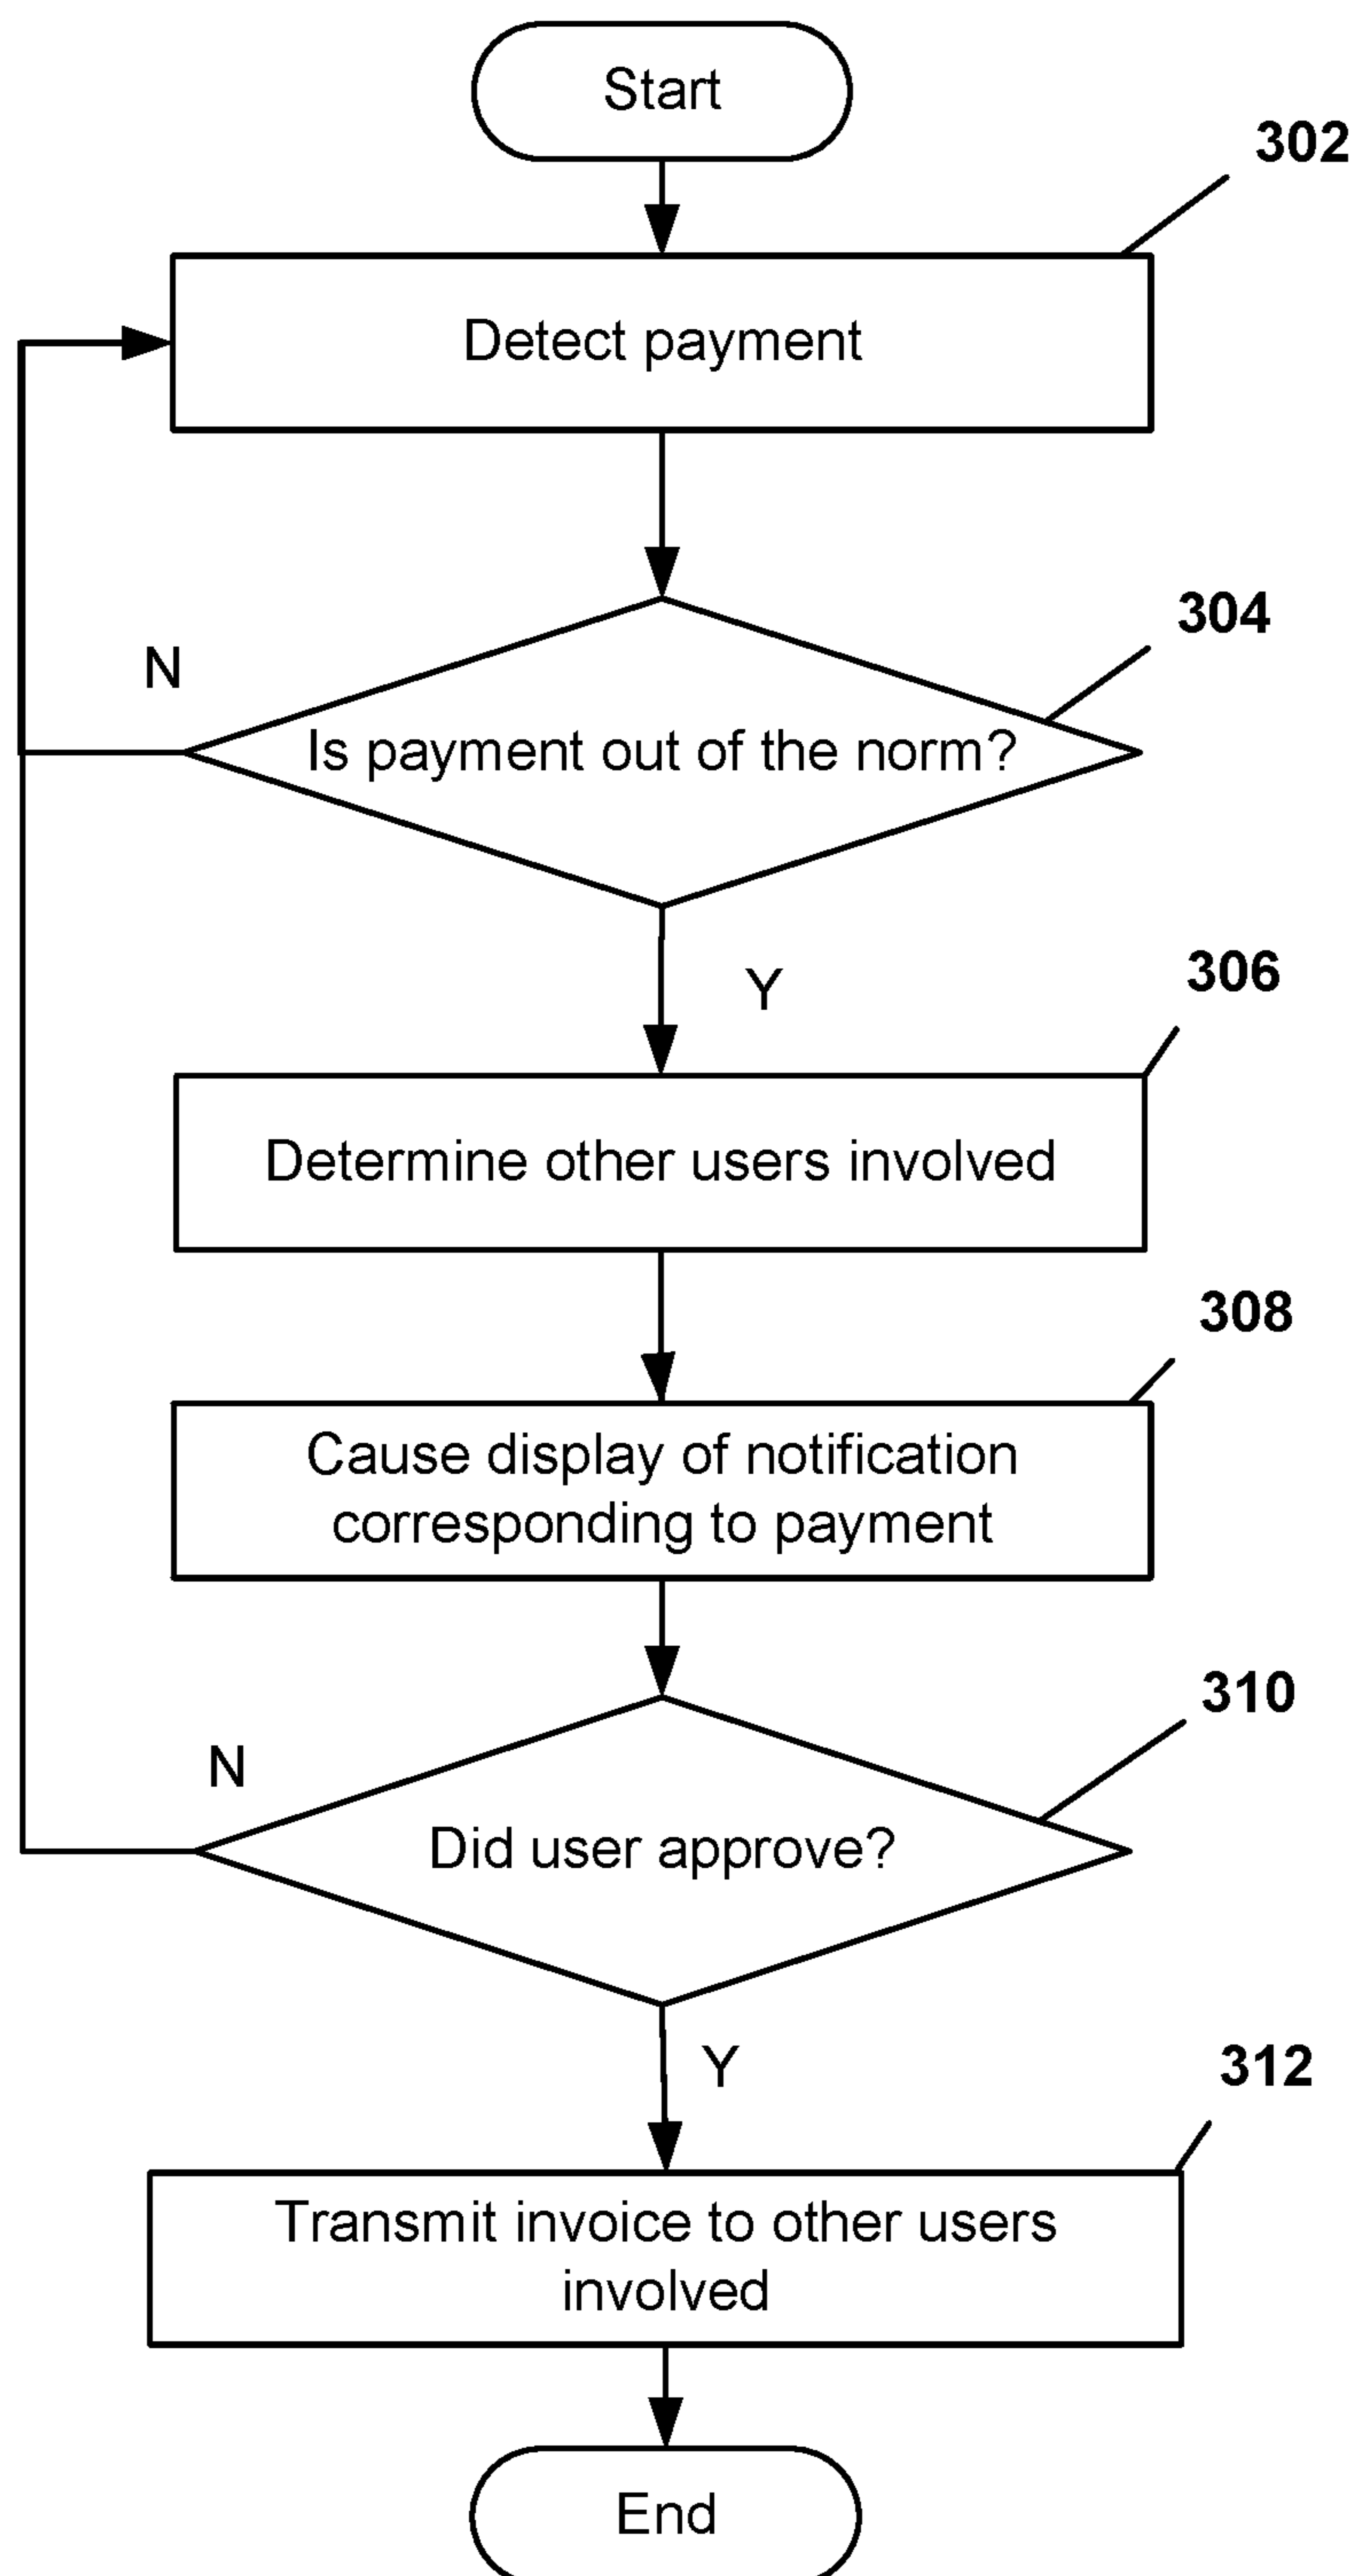 Start
302
Detect payment
304
N
Is payment out of the norm?
Y
306
Determine other users involved
308
Cause display of notification
corresponding to payment
310
N
Did user approve?
Y
312
Transmit invoice to other users
involved
End